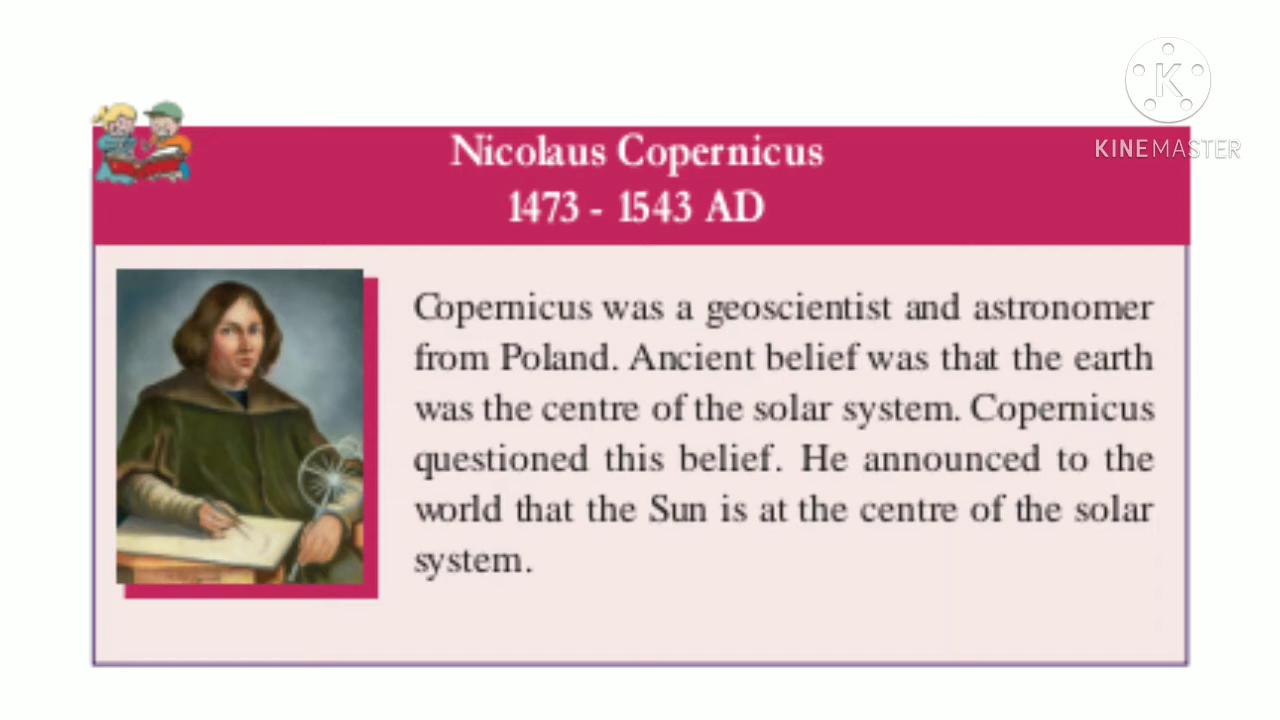 K
KINEMASTER
Nicolaus Copernicus
1473 - 1543 AD
Copernicus was a geoscientist and astronomer
from Poland. Ancient belief was that the earth
was the centre of the solar system. Copernicus
questioned this belief. He announced to the
world that the Sun is at the centre of the solar
system.